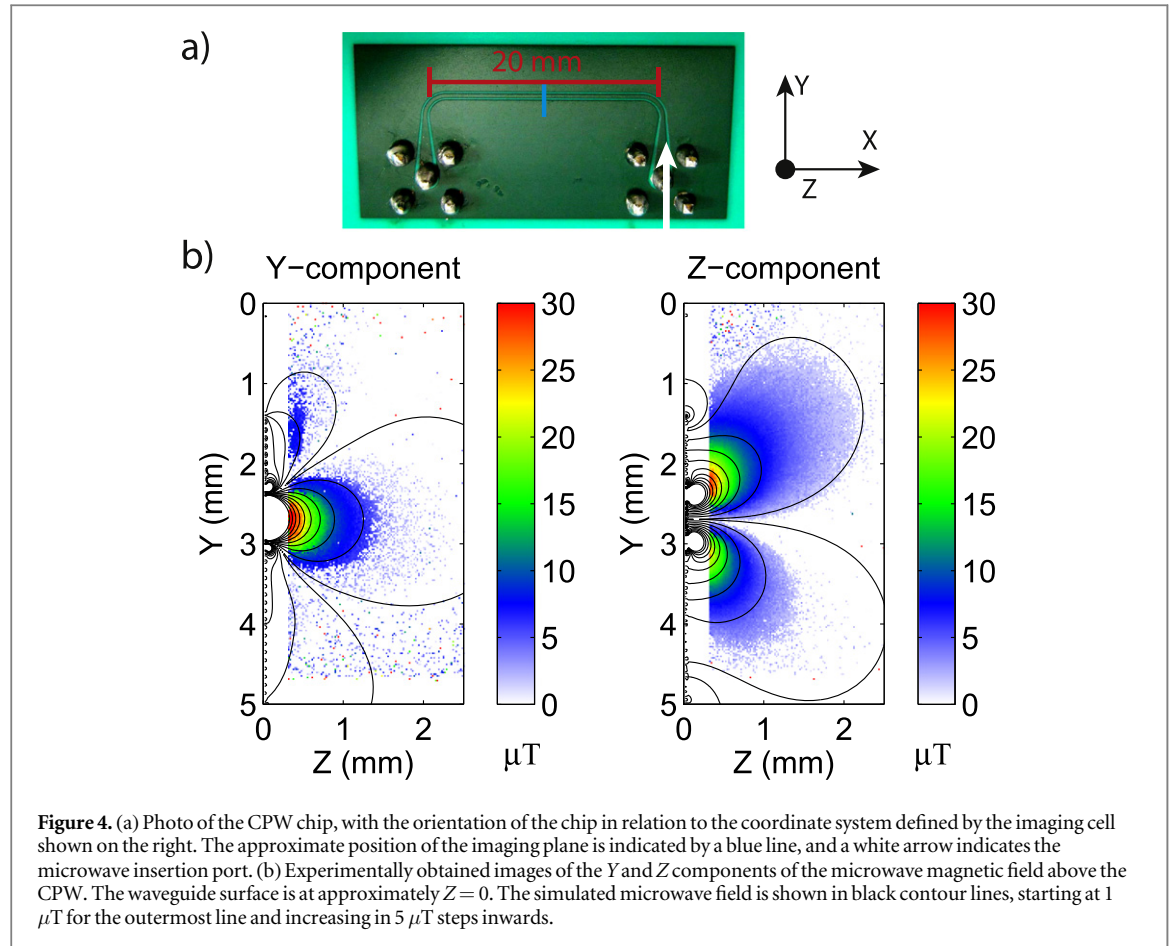 a)
20 mm
Y
X
Z
b)
Y-component
Z-component
0
1
2
3
4
5
Y (mm)
0
1
2
Z (mm)
30
25
20
15
10
5
0
μT
0
1
2
3
4
5
Y (mm)
0
1
2
Z (mm)
30
25
20
15
10
5
0
μT
Figure 4. (a) Photo of the CPW chip, with the orientation of the chip in relation to the coordinate system defined by the imaging cell
shown on the right. The approximate position of the imaging plane is indicated by a blue line, and a white arrow indicates the
microwave insertion port. (b) Experimentally obtained images of the Y and Z components of the microwave magnetic field above the
CPW. The waveguide surface is at approximately Z = 0. The simulated microwave field is shown in black contour lines, starting at 1
μT for the outermost line and increasing in 5 μT steps inwards.